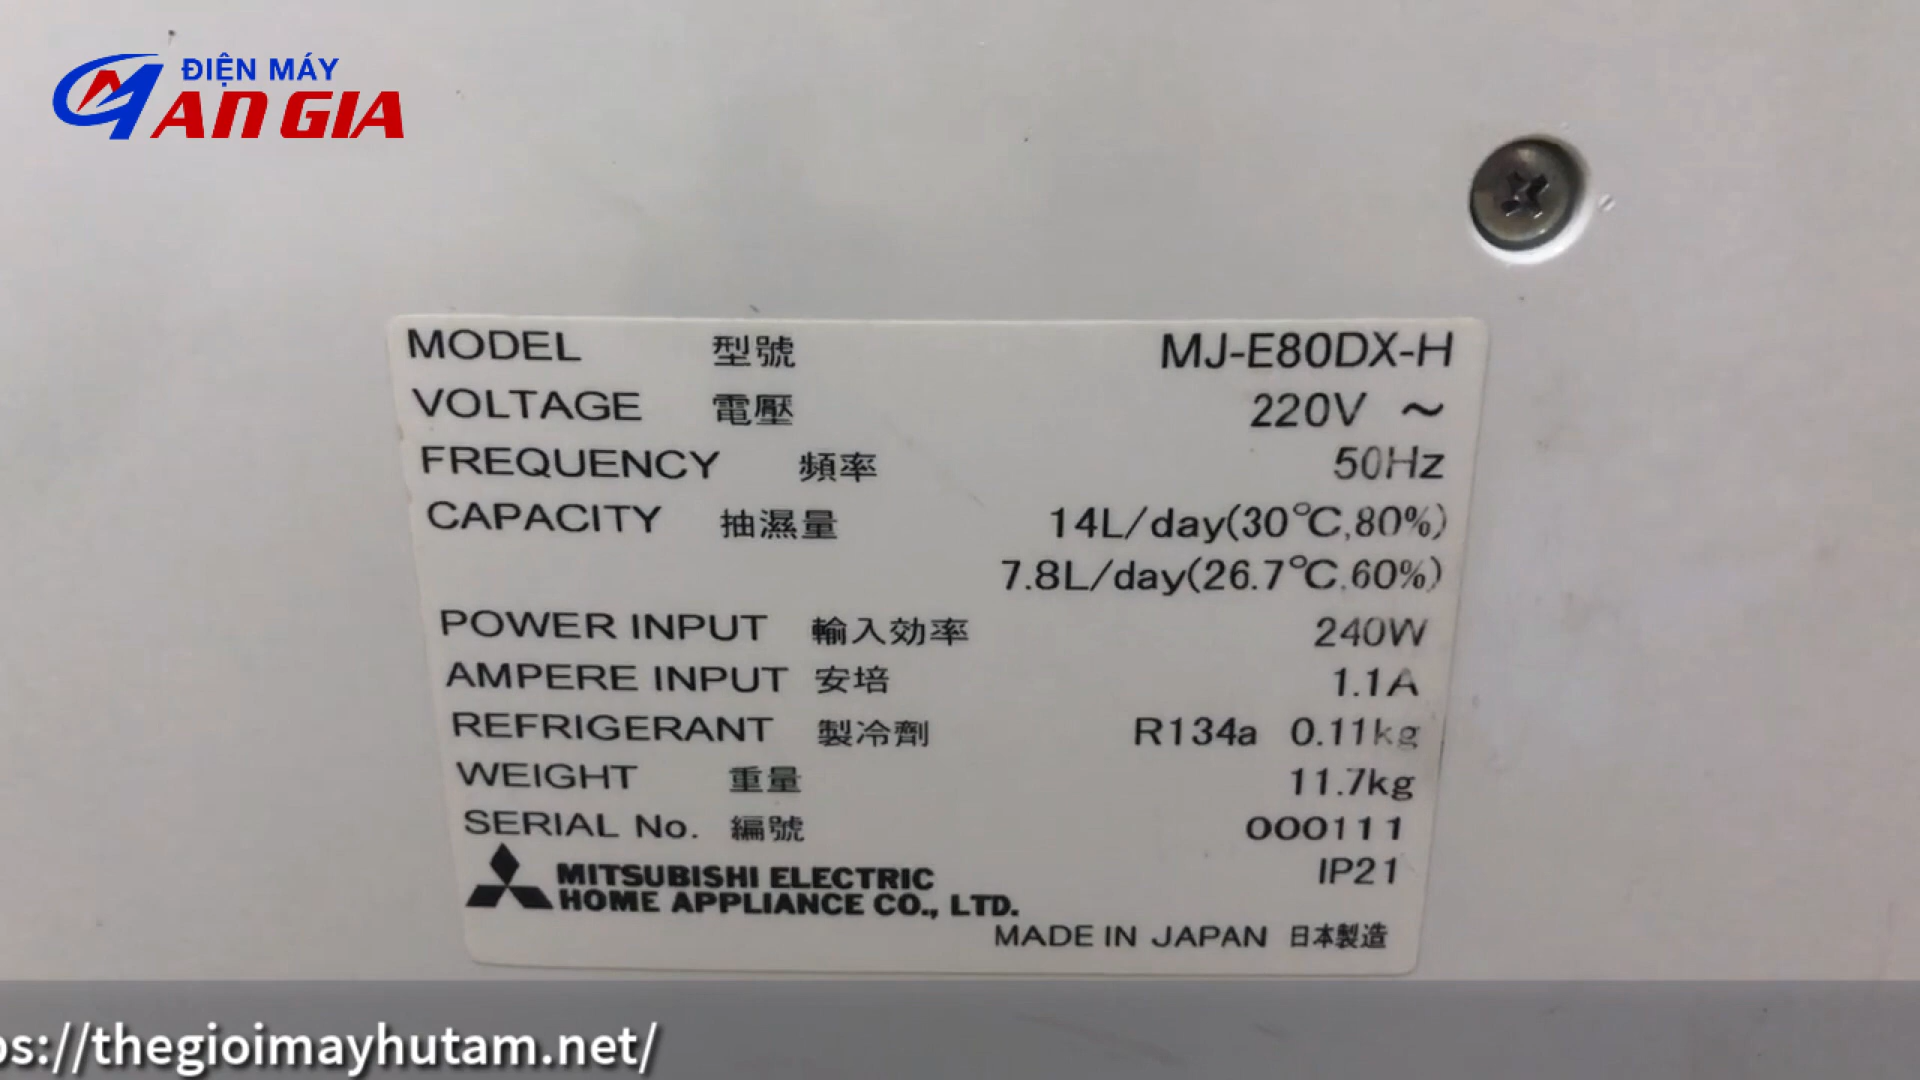 ĐIỆN MÁY
AN GIA
MODEL 型號 MJ-E80DX-H
VOLTAGE 電壓 220V ~
FREQUENCY 頻率 50Hz
CAPACITY 抽濕量 14L/day(30℃,80%)
7.8L/day(26.7℃.60%)
POWER INPUT 輸入効率 240W
AMPERE INPUT 安培 1.1A
REFRIGERANT 製冷劑 R134a 0.11kg
WEIGHT 重量 11.7kg
SERIAL No. 編號 000111
IP21
MITSUBISHI ELECTRIC
HOME APPLIANCE CO., LTD.
MADE IN JAPAN 日本製造
ps://thegioimayhutam.net/